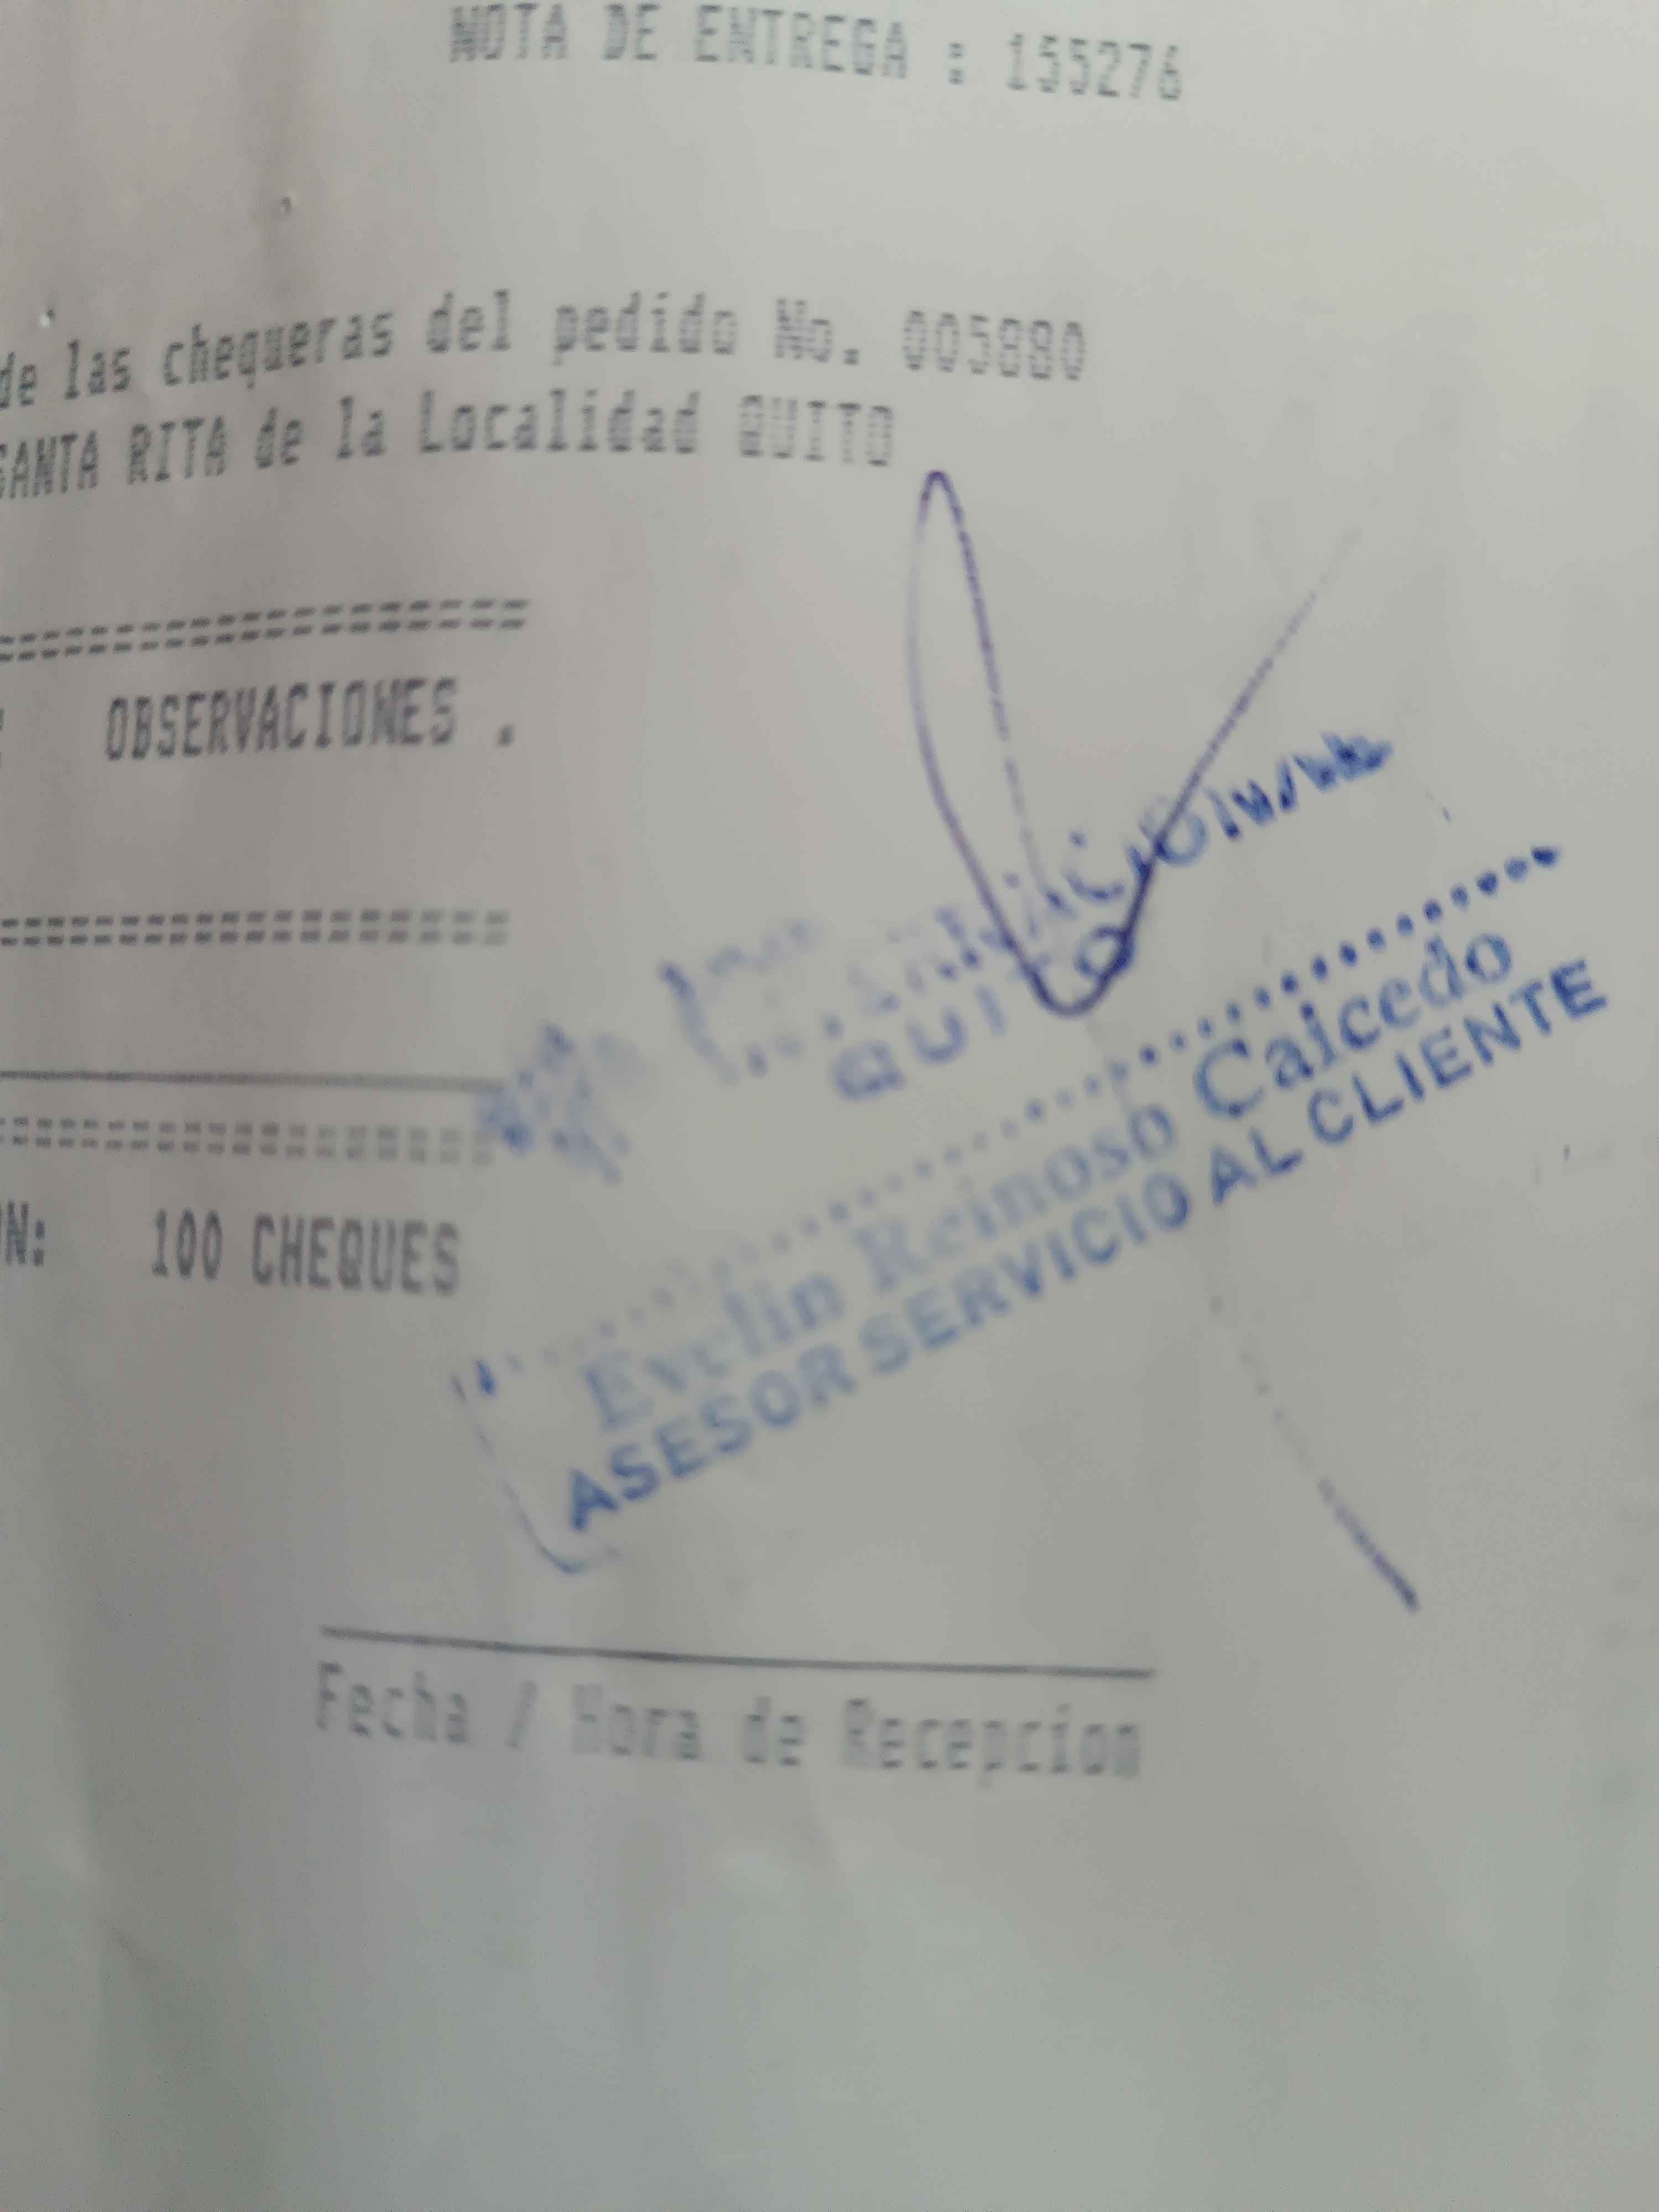 NOTA DE ENTREGA : 155276
de las chequeras del pedido No. 005880
SANTA RITA de la Localidad QUITO
OBSERVACIONES .
QUITO
N: 100 CHEQUES
Evelin Reinoso Caicedo
ASESOR SERVICIO AL CLIENTE
Fecha / Hora de Recepcion